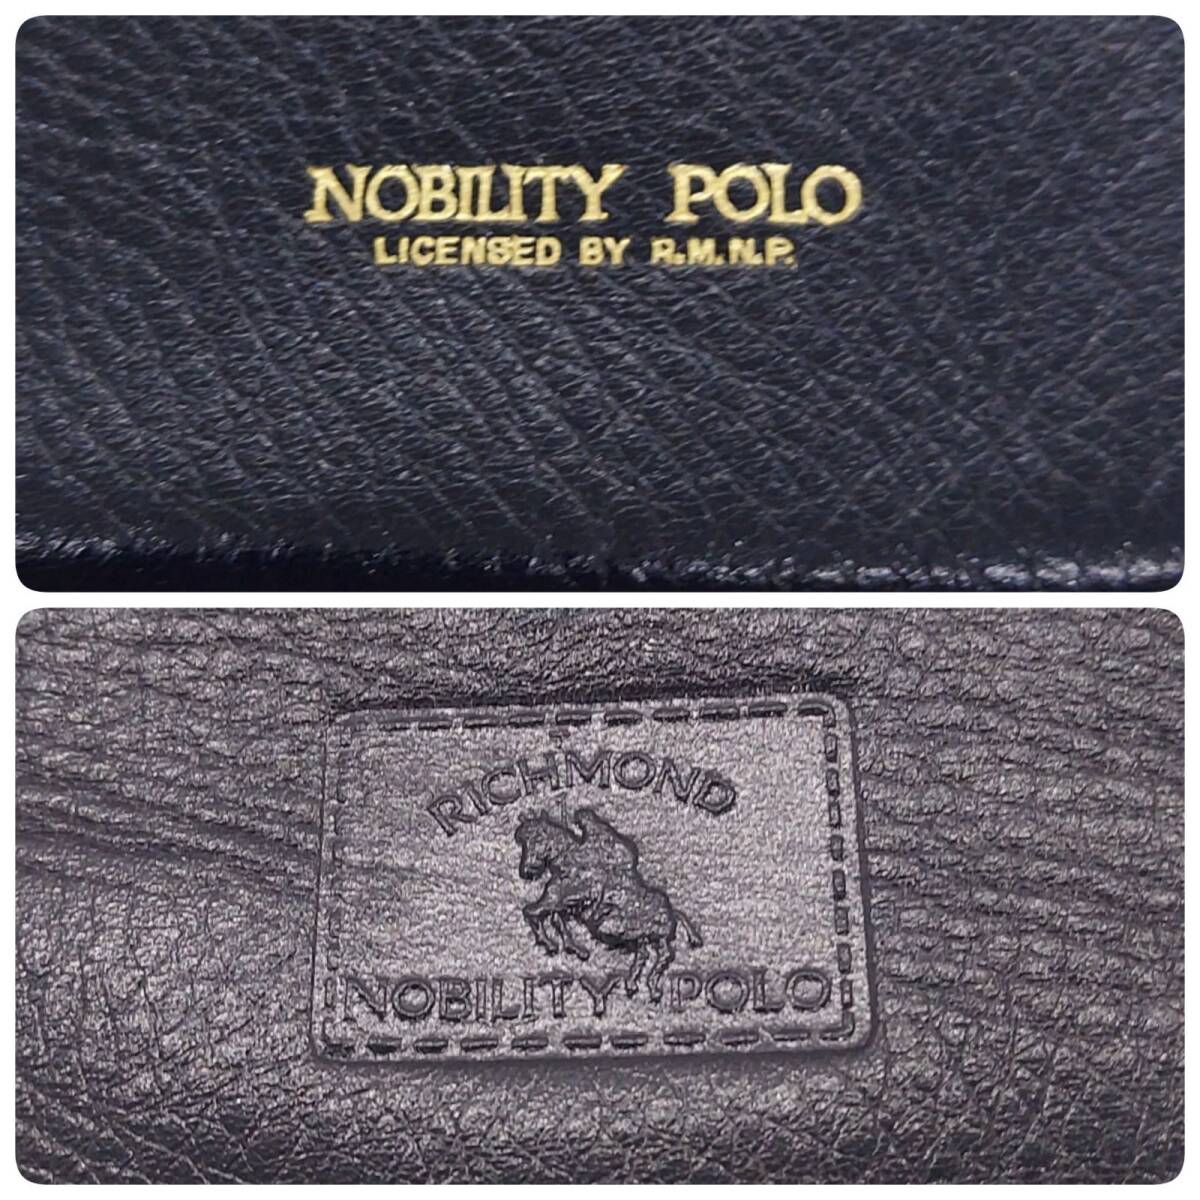 NOBILITY POLO
LICENSED BY R.M.N.P.
RICHMOND
NOBILITY POLO